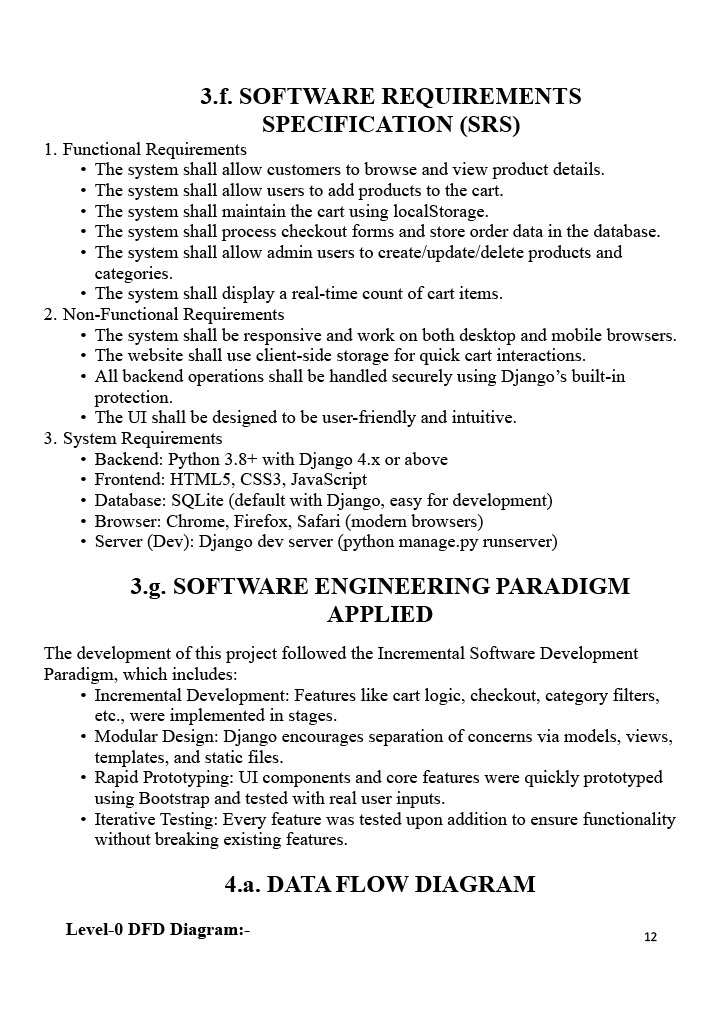 3.f. SOFTWARE REQUIREMENTS
SPECIFICATION (SRS)
1. Functional Requirements
• The system shall allow customers to browse and view product details.
• The system shall allow users to add products to the cart.
• The system shall maintain the cart using localStorage.
• The system shall process checkout forms and store order data in the database.
• The system shall allow admin users to create/update/delete products and
categories.
• The system shall display a real-time count of cart items.
2. Non-Functional Requirements
• The system shall be responsive and work on both desktop and mobile browsers.
• The website shall use client-side storage for quick cart interactions.
• All backend operations shall be handled securely using Django’s built-in
protection.
• The UI shall be designed to be user-friendly and intuitive.
3. System Requirements
• Backend: Python 3.8+ with Django 4.x or above
• Frontend: HTML5, CSS3, JavaScript
• Database: SQLite (default with Django, easy for development)
• Browser: Chrome, Firefox, Safari (modern browsers)
• Server (Dev): Django dev server (python manage.py runserver)
3.g. SOFTWARE ENGINEERING PARADIGM
APPLIED
The development of this project followed the Incremental Software Development
Paradigm, which includes:
• Incremental Development: Features like cart logic, checkout, category filters,
etc., were implemented in stages.
• Modular Design: Django encourages separation of concerns via models, views,
templates, and static files.
• Rapid Prototyping: UI components and core features were quickly prototyped
using Bootstrap and tested with real user inputs.
• Iterative Testing: Every feature was tested upon addition to ensure functionality
without breaking existing features.
4.a. DATA FLOW DIAGRAM
Level-0 DFD Diagram:-
12